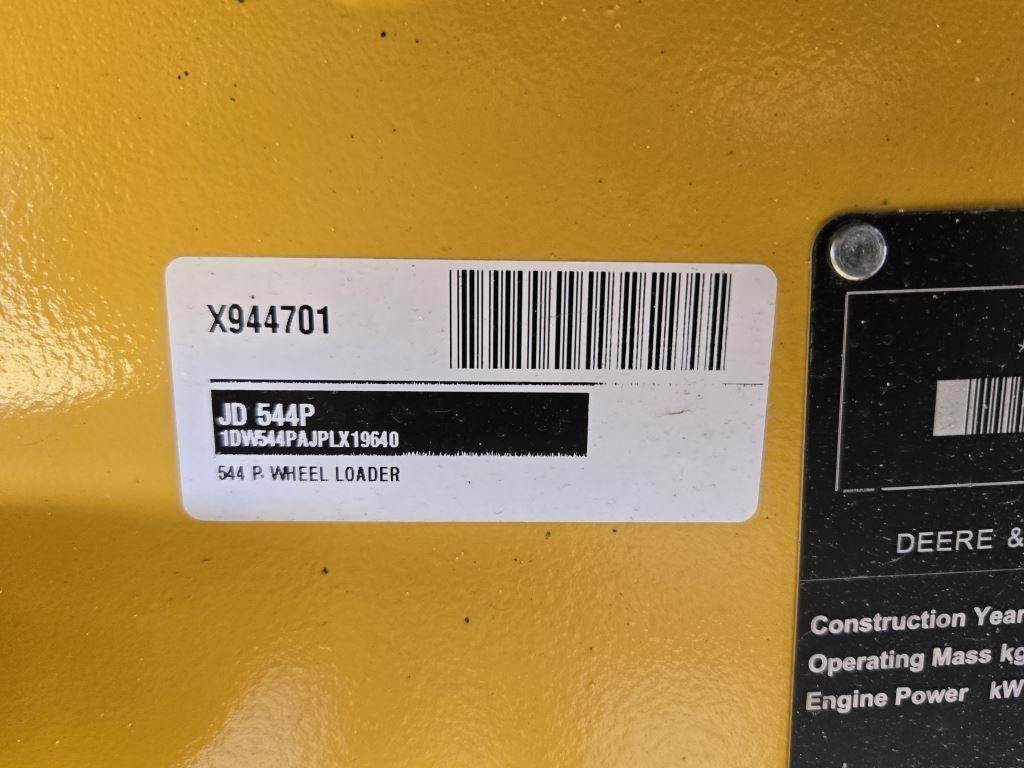 X944701
JD 544P
1DW544PAJPLX19640
544 P WHEEL LOADER
*
DEERE &
Construction Year
Operating Mass kg
Engine Power kW